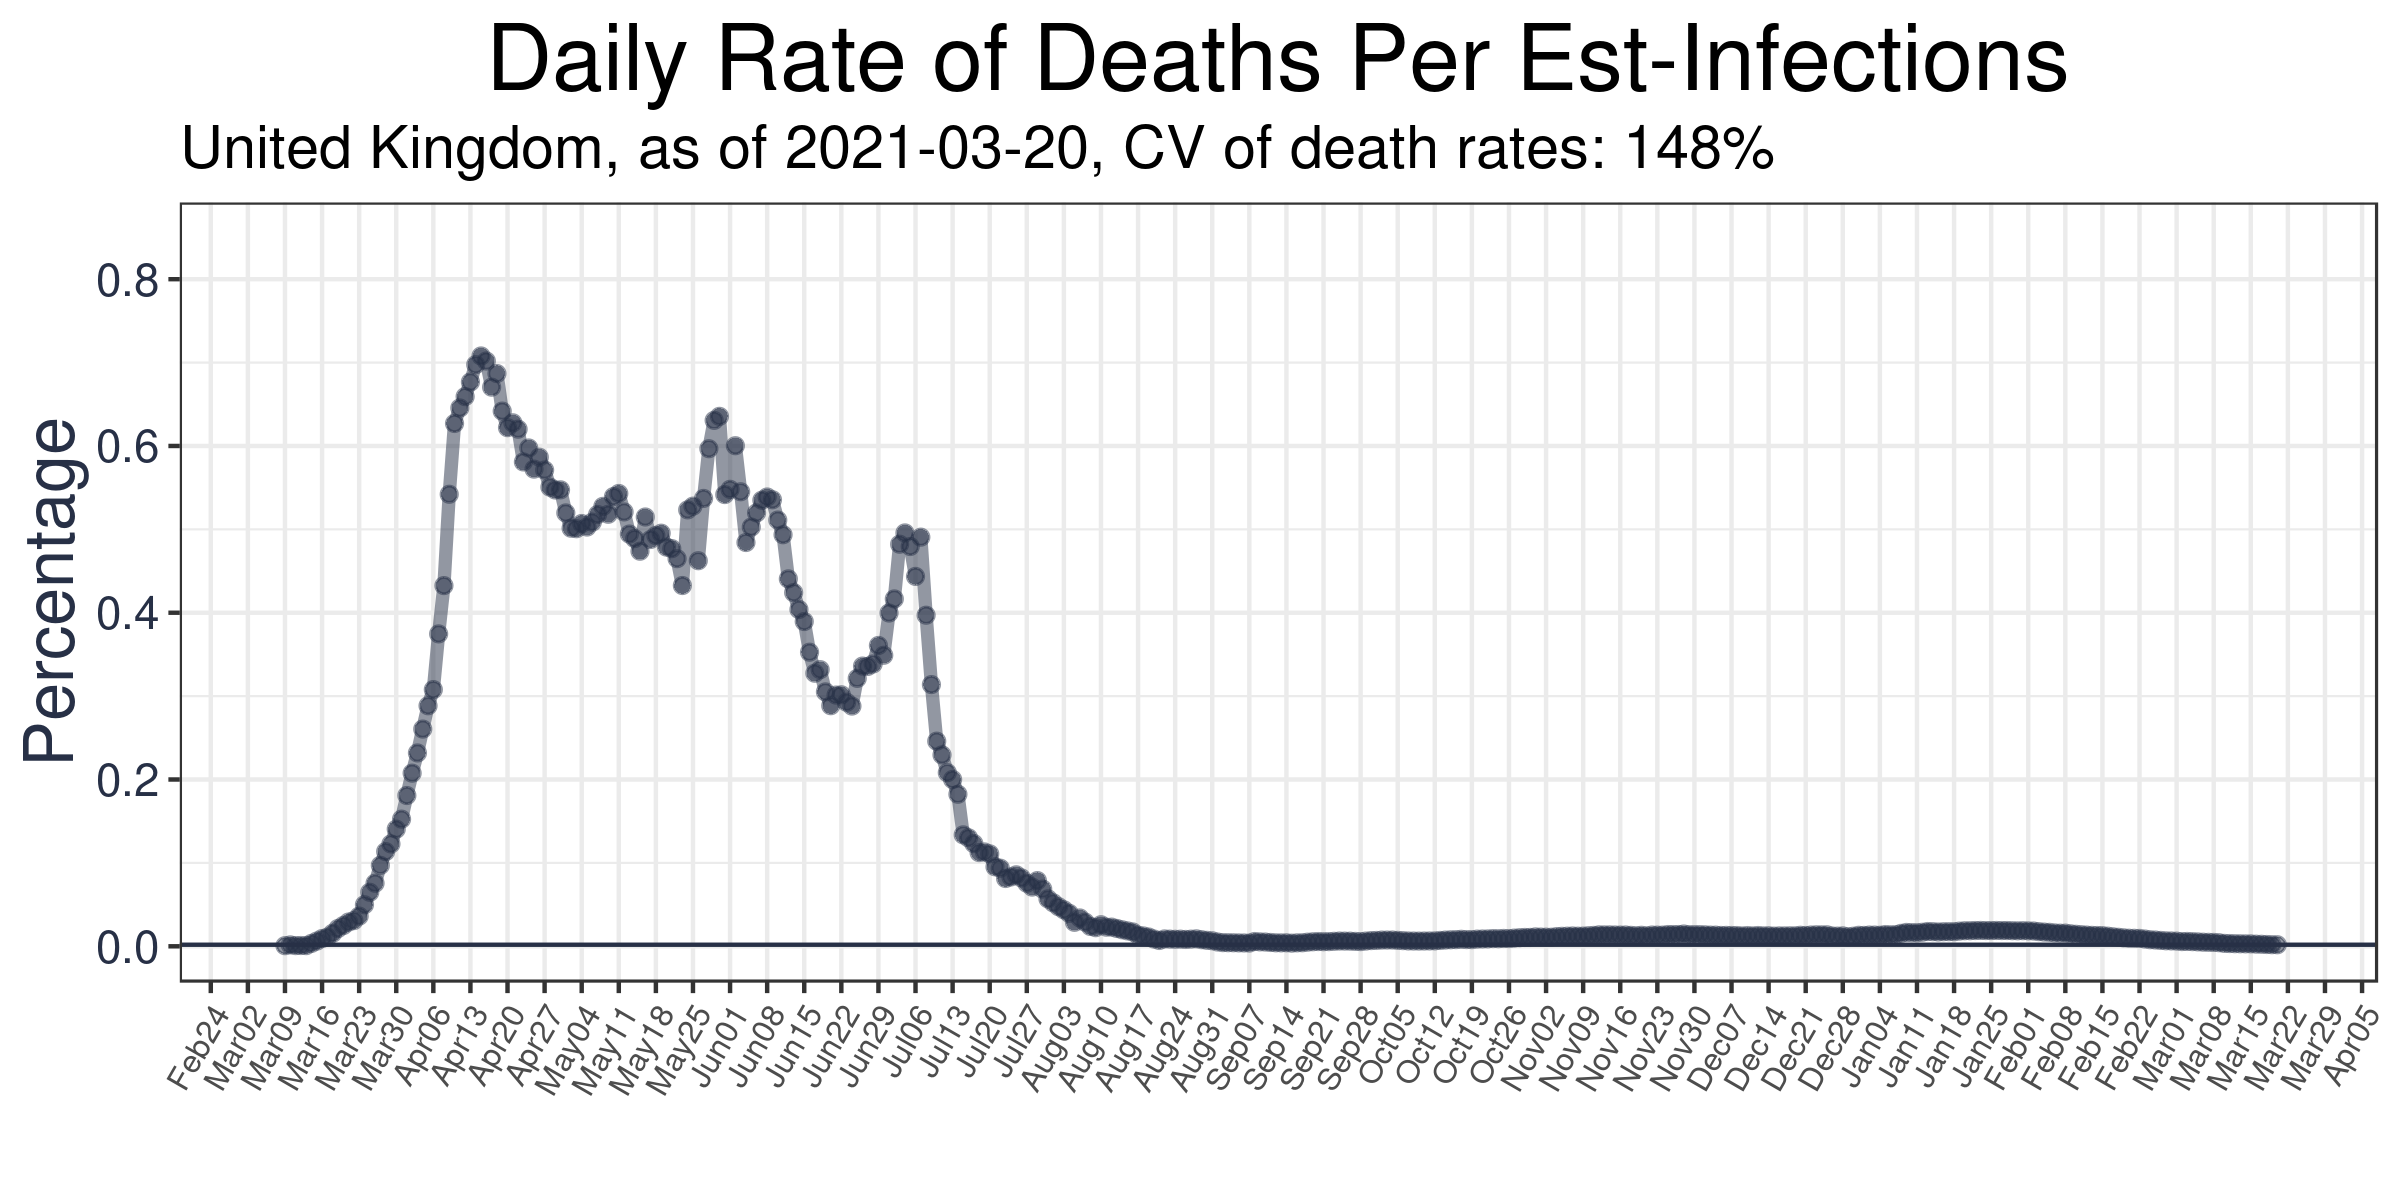 Daily Rate of Deaths Per Est-Infections
United Kingdom, as of 2021-03-20, CV of death rates: 148%
Percentage
0.8
0.6
0.4
0.2
0.0
Feb24
Mar02
Mar09
Mar16
Mar23
Mar30
Apr06
Apr13
Apr20
Apr27
May04
May11
May18
May25
Jun01
Jun08
Jun15
Jun22
Jun29
Jul06
Jul13
Jul20
Jul27
Aug03
Aug10
Aug17
Aug24
Aug31
Sep07
Sep14
Sep21
Sep28
Oct05
Oct12
Oct19
Oct26
Nov02
Nov09
Nov16
Nov23
Nov30
Dec07
Dec14
Dec21
Dec28
Jan04
Jan11
Jan18
Jan25
Feb01
Feb08
Feb15
Feb22
Mar01
Mar08
Mar15
Mar22
Mar29
Apr05